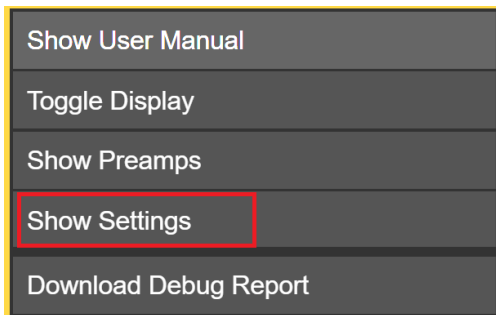 Show User Manual
Toggle Display
Show Preamps
Show Settings
Download Debug Report